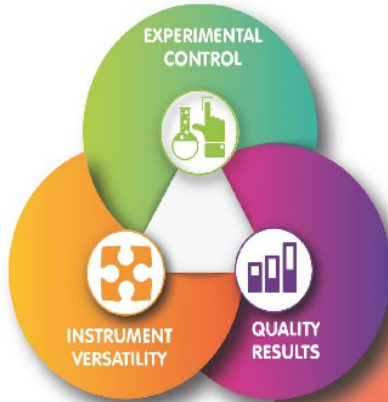 EXPERIMENTAL
CONTROL
INSTRUMENT
VERSATILITY
QUALITY
RESULTS